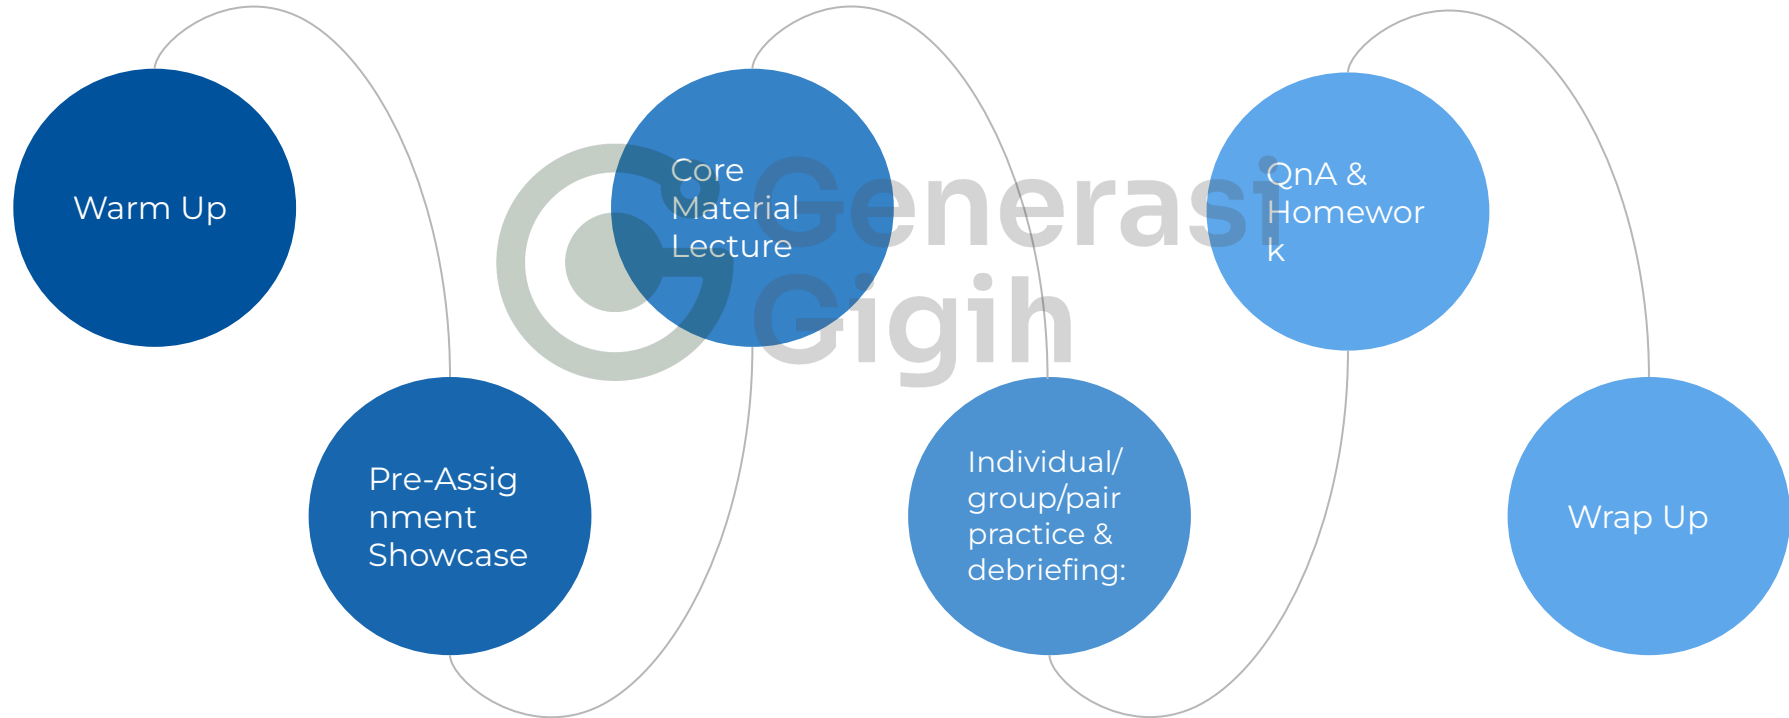 Warm Up
Pre-Assig
nment
Showcase
Core
Material
Lecture
Individual/
group/pair
practice &
debriefing:
QnA &
Homewor
k
Wrap Up
Generasi
Gigih